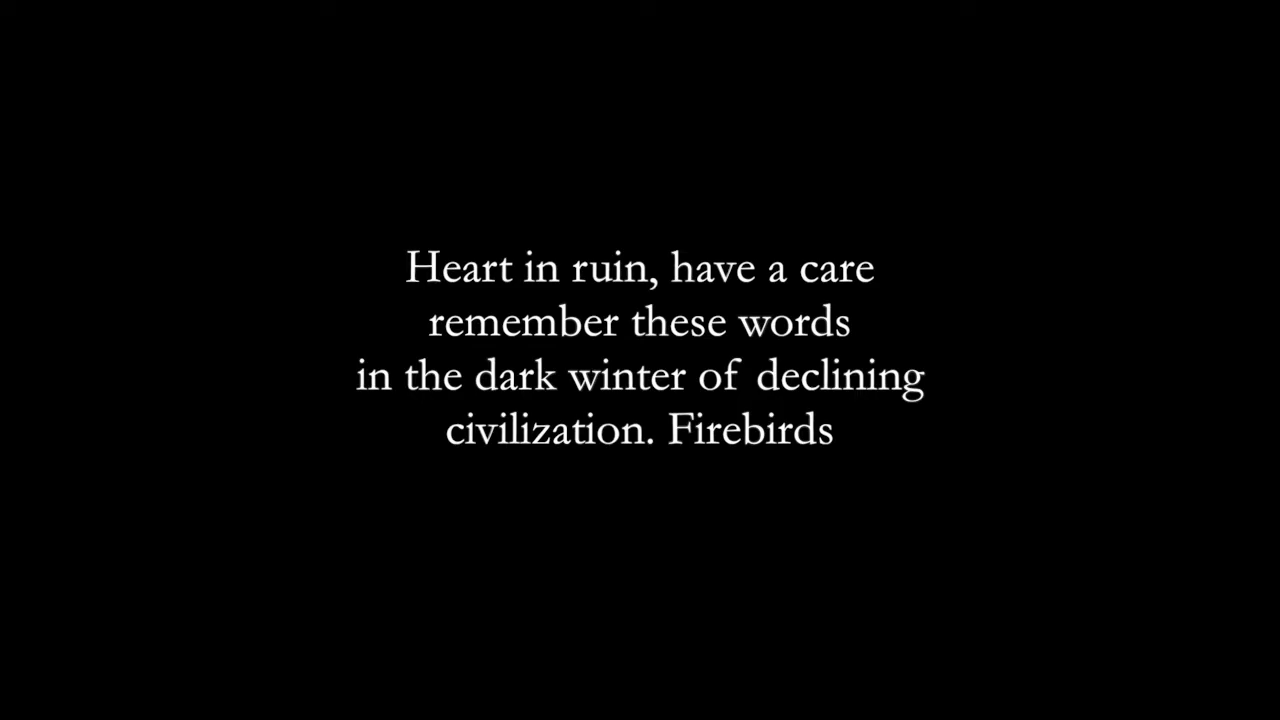 Heart in ruin, have a care
remember these words
in the dark winter of declining
civilization. Firebirds